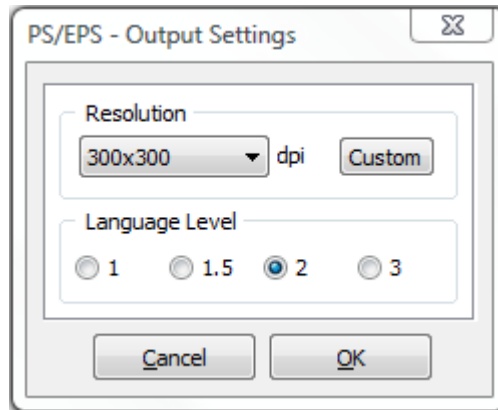 PS/EPS - Output Settings
Resolution
300x300 dpi Custom
Language Level
1 1.5 2 3
Cancel OK